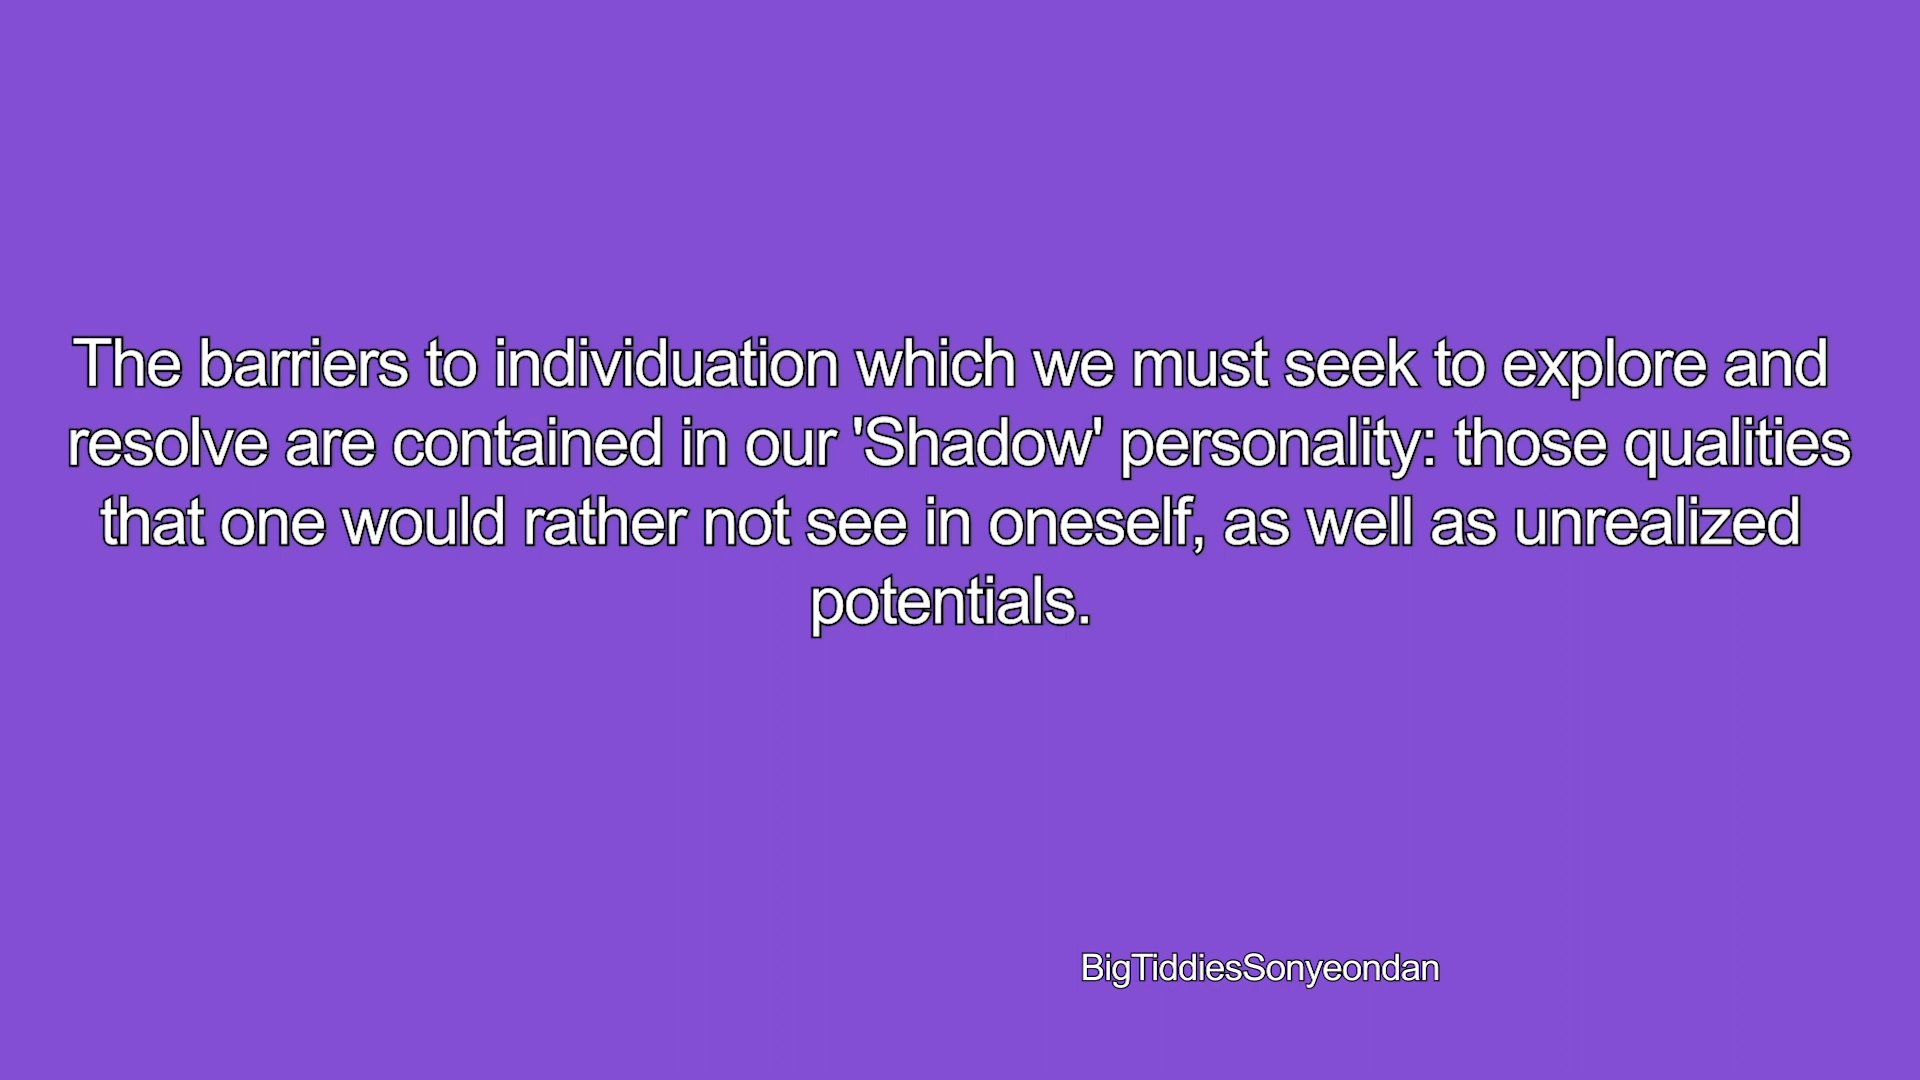 The barriers to individuation which we must seek to explore and
resolve are contained in our 'Shadow' personality: those qualities
that one would rather not see in oneself, as well as unrealized
potentials.
BigTiddiesSonyeondan